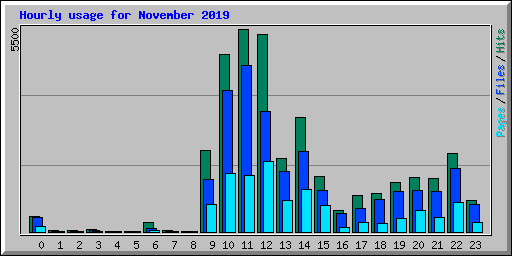 Hourly usage for November 2019
5500
Pages/Files/Hits
0 1 2 3 4 5 6 7 8 9 10 11 12 13 14 15 16 17 18 19 20 21 22 23